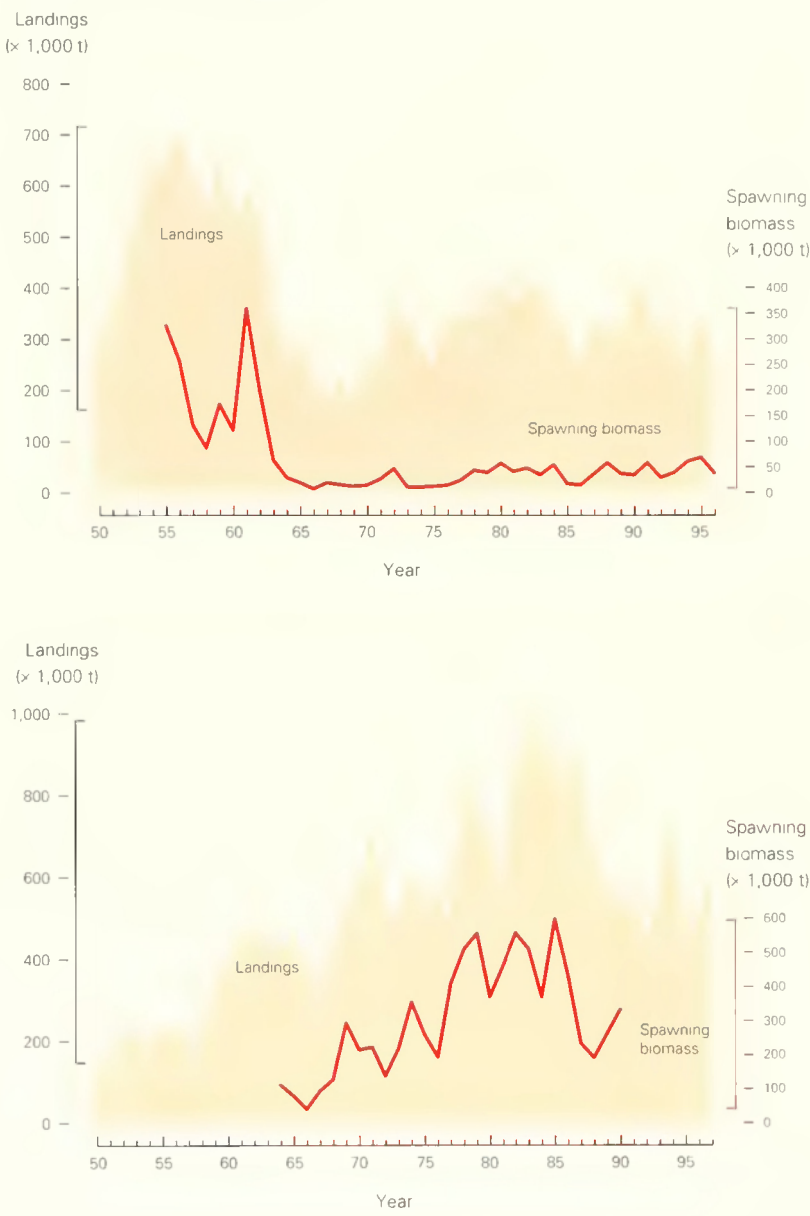 Landings
(× 1,000 t)
800
700
600
500
400
300
200
100
0
Landings
Spawning biomass
Spawning
biomass
(× 1,000 t)
400
350
300
250
200
150
100
50
0
50 55 60 65 70 75 80 85 90 95
Year
Landings
(× 1,000 t)
1,000
800
600
400
200
0
Landings
Spawning
biomass
Spawning
biomass
(× 1,000 t)
600
500
400
300
200
100
0
50 55 60 65 70 75 80 85 90 95
Year